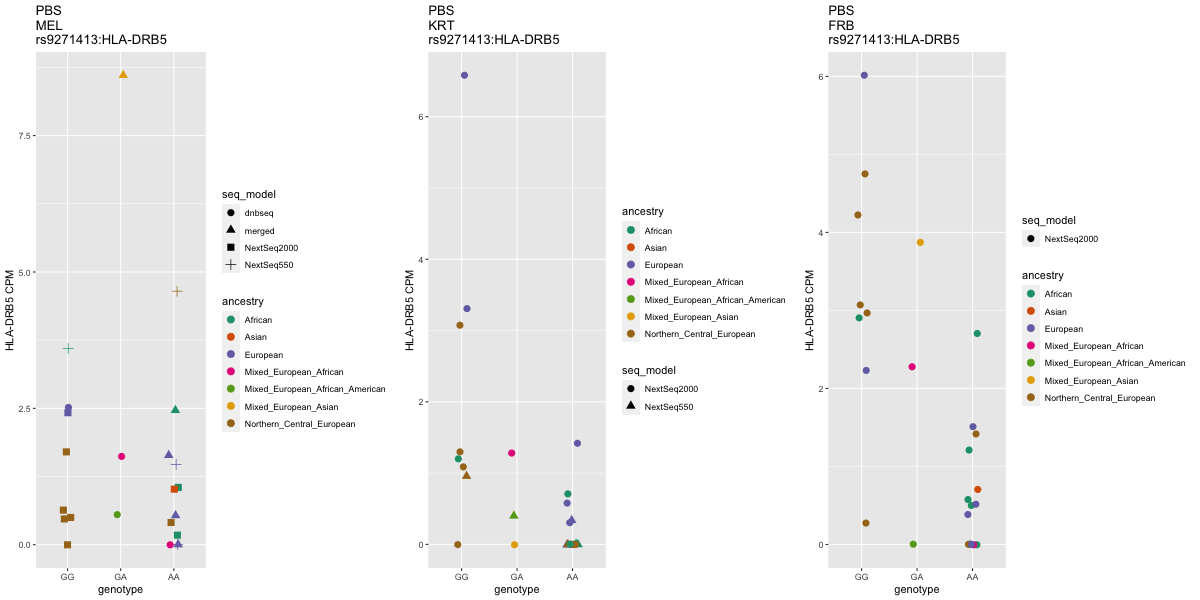 PBS
MEL
rs9271413:HLA-DRB5
HLA-DRB5 CPM
7.5
5.0
2.5
0.0
GG
GA
AA
genotype
seq_model
dnbseq
merged
NextSeq2000
NextSeq550
ancestry
African
Asian
European
Mixed_European_African
Mixed_European_African_American
Mixed_European_Asian
Northern_Central_European
PBS
KRT
rs9271413:HLA-DRB5
HLA-DRB5 CPM
6
4
2
0
GG
GA
AA
genotype
ancestry
African
Asian
European
Mixed_European_African
Mixed_European_African_American
Mixed_European_Asian
Northern_Central_European
seq_model
NextSeq2000
NextSeq550
PBS
FRB
rs9271413:HLA-DRB5
HLA-DRB5 CPM
6
4
2
0
GG
GA
AA
genotype
seq_model
NextSeq2000
ancestry
African
Asian
European
Mixed_European_African
Mixed_European_African_American
Mixed_European_Asian
Northern_Central_European